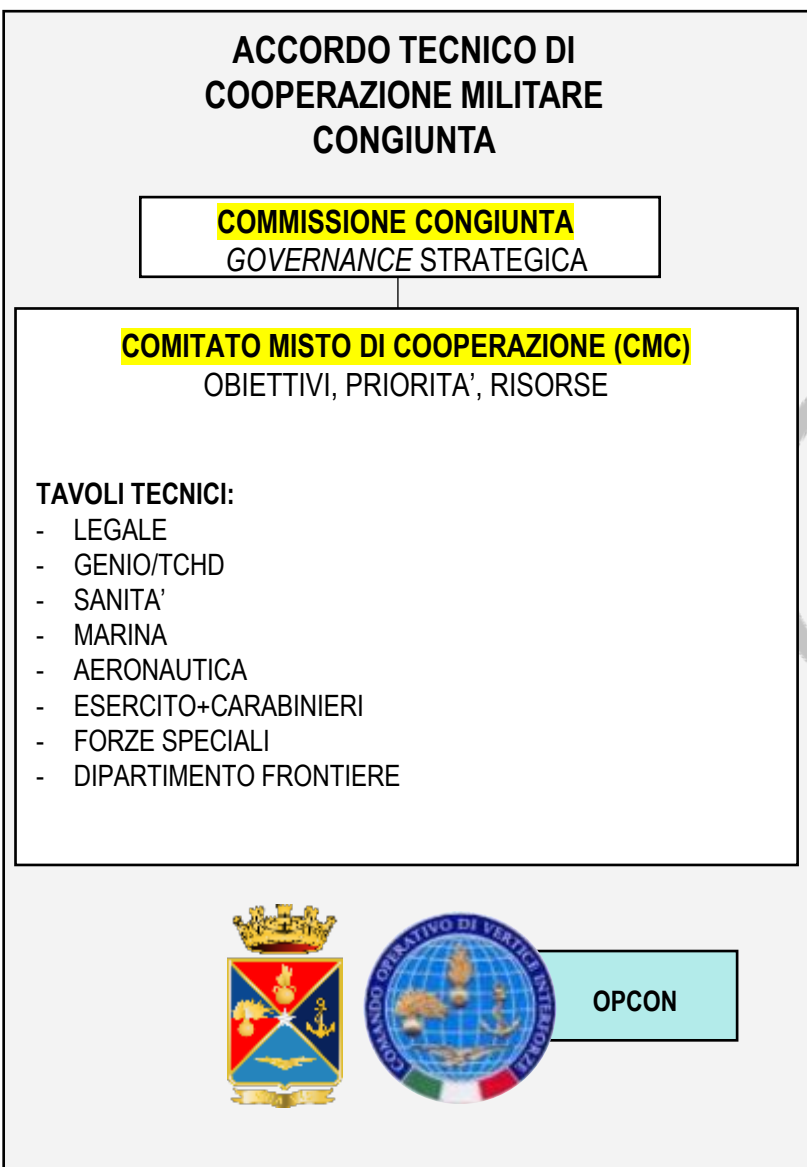 ACCORDO TECNICO DI
COOPERAZIONE MILITARE
CONGIUNTA
COMMISSIONE CONGIUNTA
GOVERNANCE STRATEGICA
COMITATO MISTO DI COOPERAZIONE (CMC)
OBIETTIVI, PRIORITA’, RISORSE
TAVOLI TECNICI:
- LEGALE
- GENIO/TCHD
- SANITA’
- MARINA
- AERONAUTICA
- ESERCITO+CARABINIERI
- FORZE SPECIALI
- DIPARTIMENTO FRONTIERE
COMANDO OPERATIVO DI VERTICE INTERFORZE
OPCON